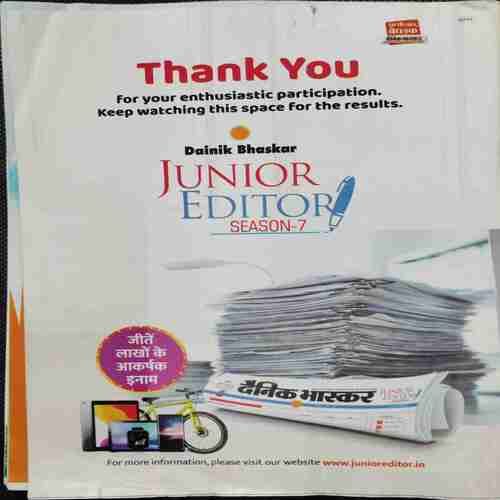 Thank You
For your enthusiastic participation.
Keep watching this space for the results.
Dainik Bhaskar
JUNIOR
EDITOR
SEASON-7
जीतें
लाखों के
आकर्षक
इनाम
दैनिक भास्कर
For more information, please visit our website www.junioreditor.in